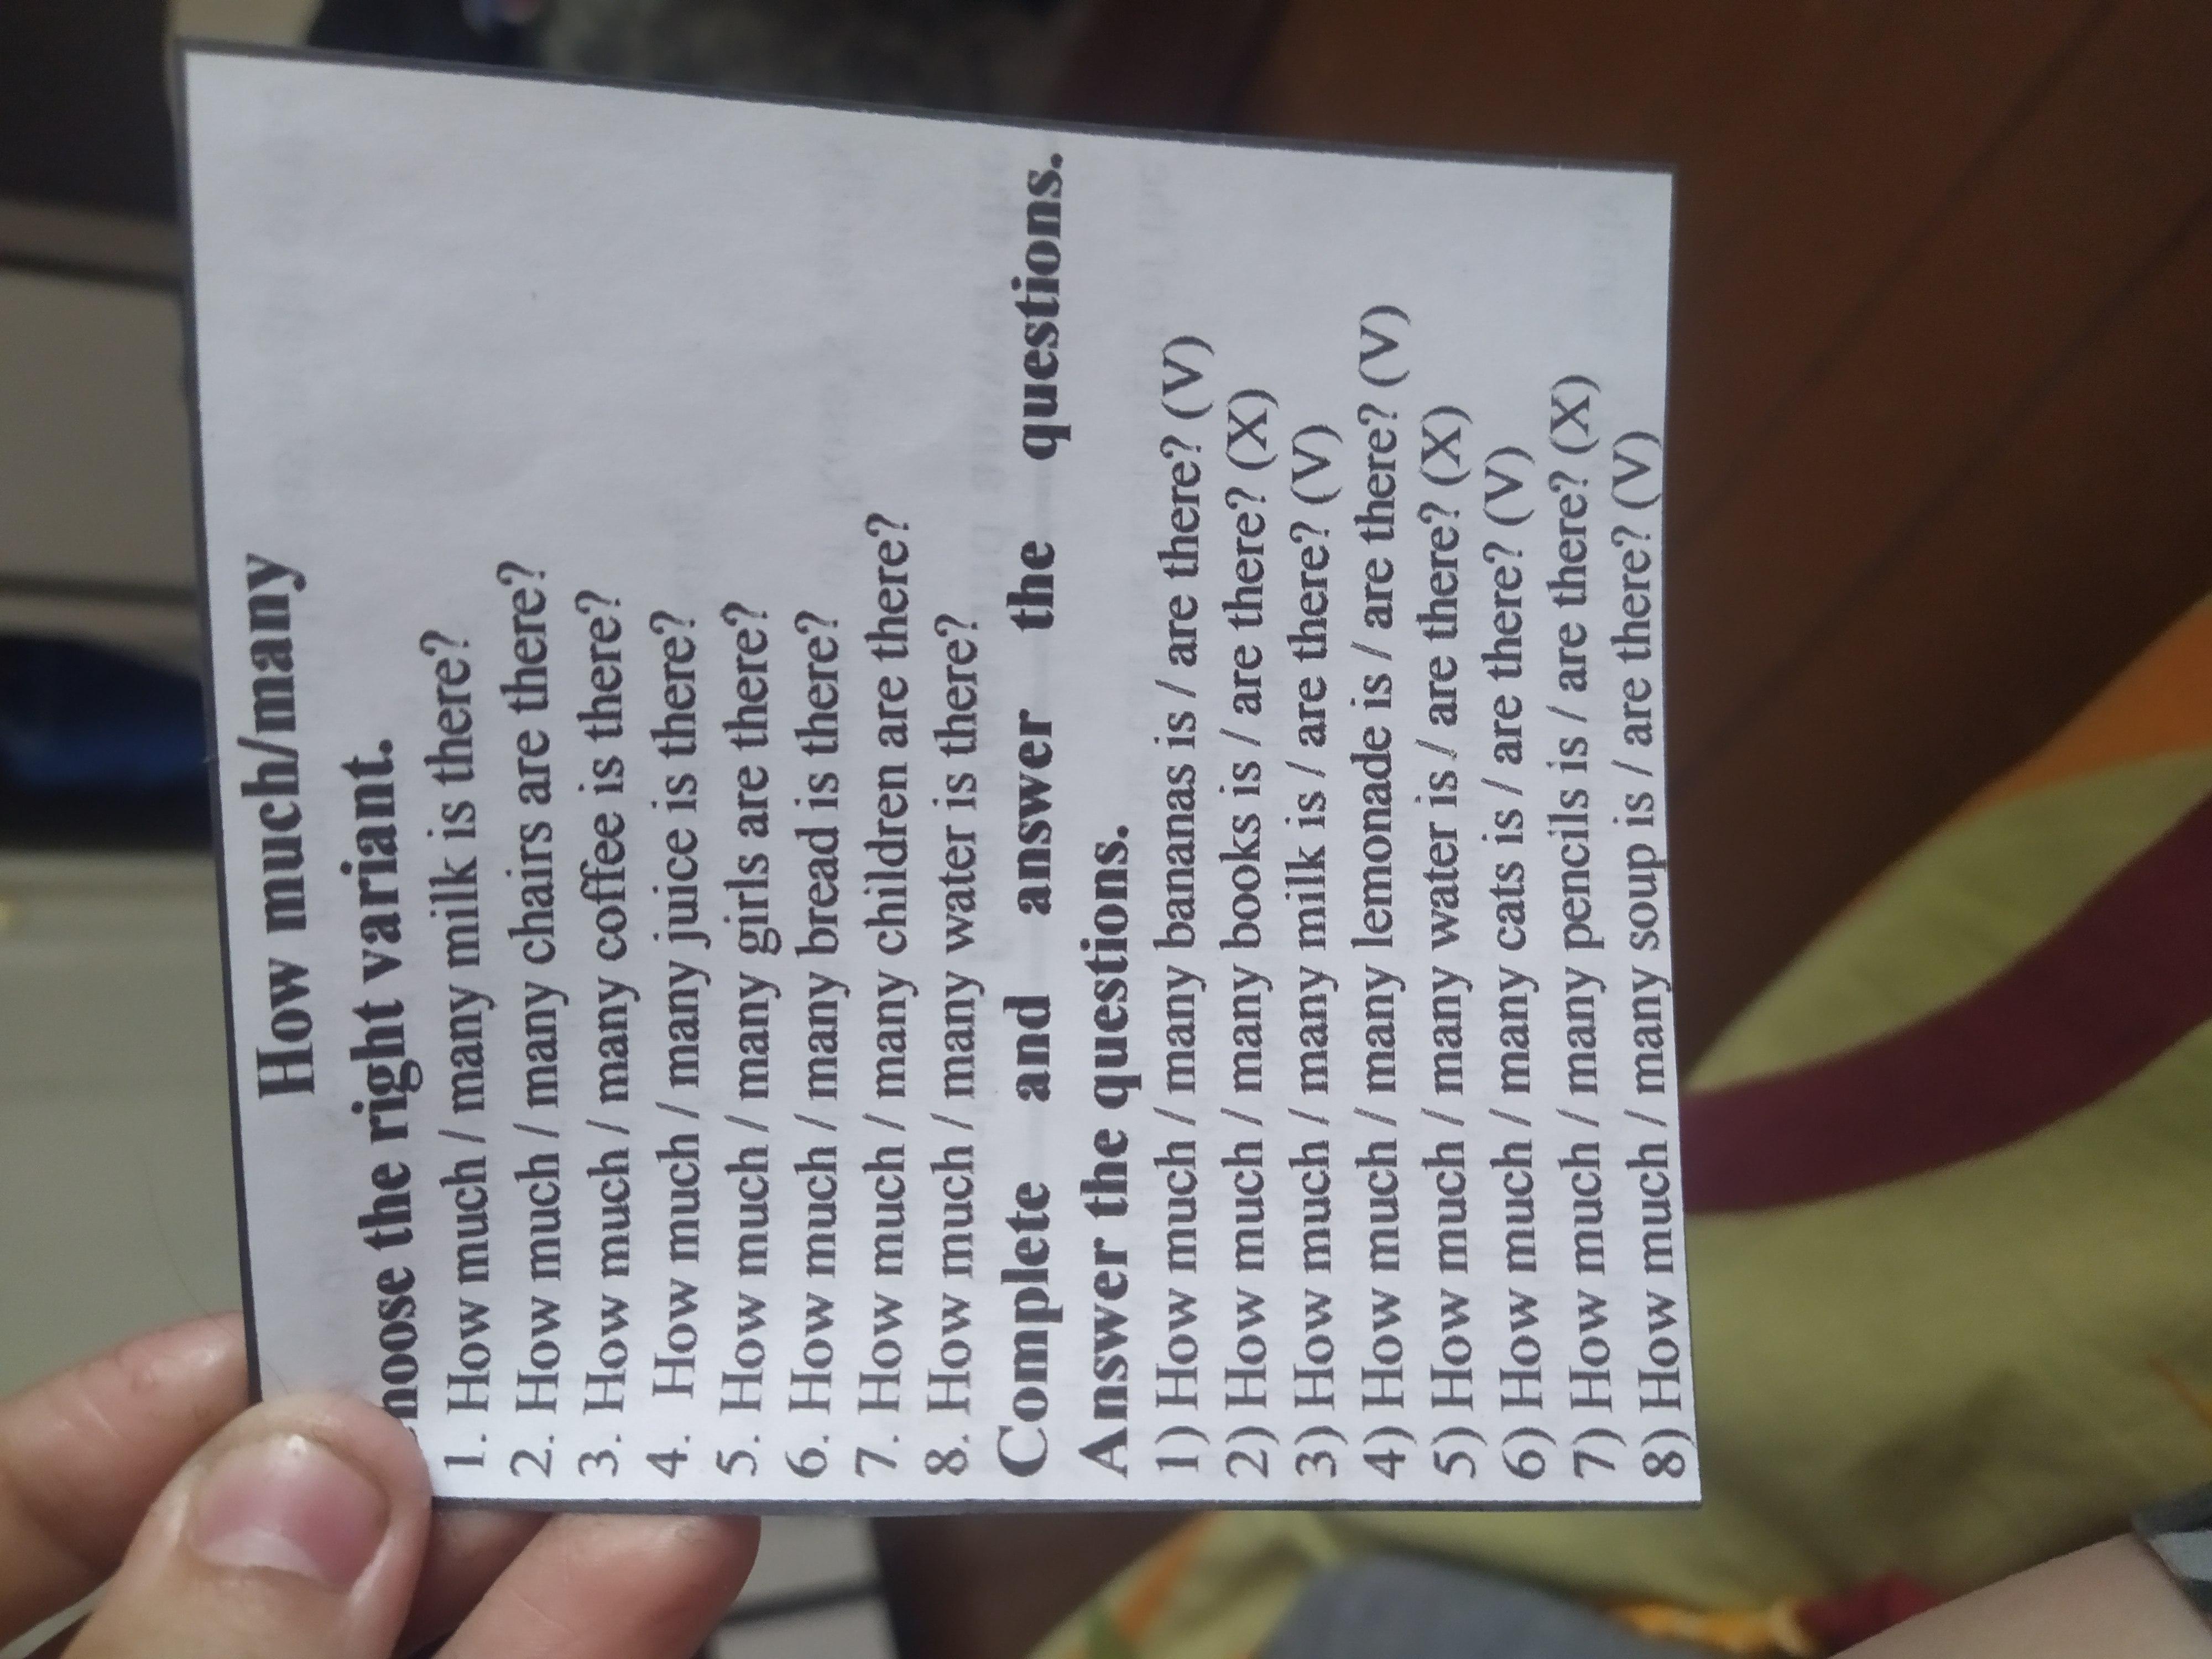 How much/many
the right variant.
1. How much / many milk is there?
2. How much / many chairs are there?
3. How much / many coffee is there?
4. How much / many juice is there?
5. How much / many girls are there?
6. How much / many bread is there?
7. How much / many children are there?
8. How much / many water is there?
Complete and answer the questions.
Answer the questions.
1) How much / many bananas is / are there? (V)
2) How much / many books is / are there? (X)
3) How much / many milk is / are there? (V)
4) How much / many lemonade is / are there? (V)
5) How much / many water is / are there? (X)
6) How much / many cats is / are there? (V)
7) How much / many pencils is / are there? (X)
8) How much / many soup is / are there? (V)